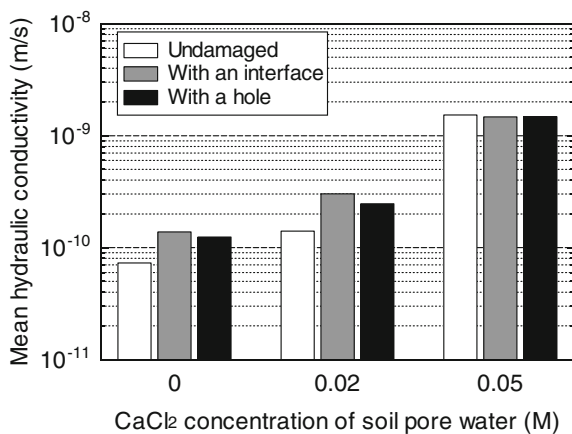 Mean hydraulic conductivity (m/s)
10⁻⁸
10⁻⁹
10⁻¹⁰
10⁻¹¹
Undamaged
With an interface
With a hole
0 0.02 0.05
CaCl₂ concentration of soil pore water (M)